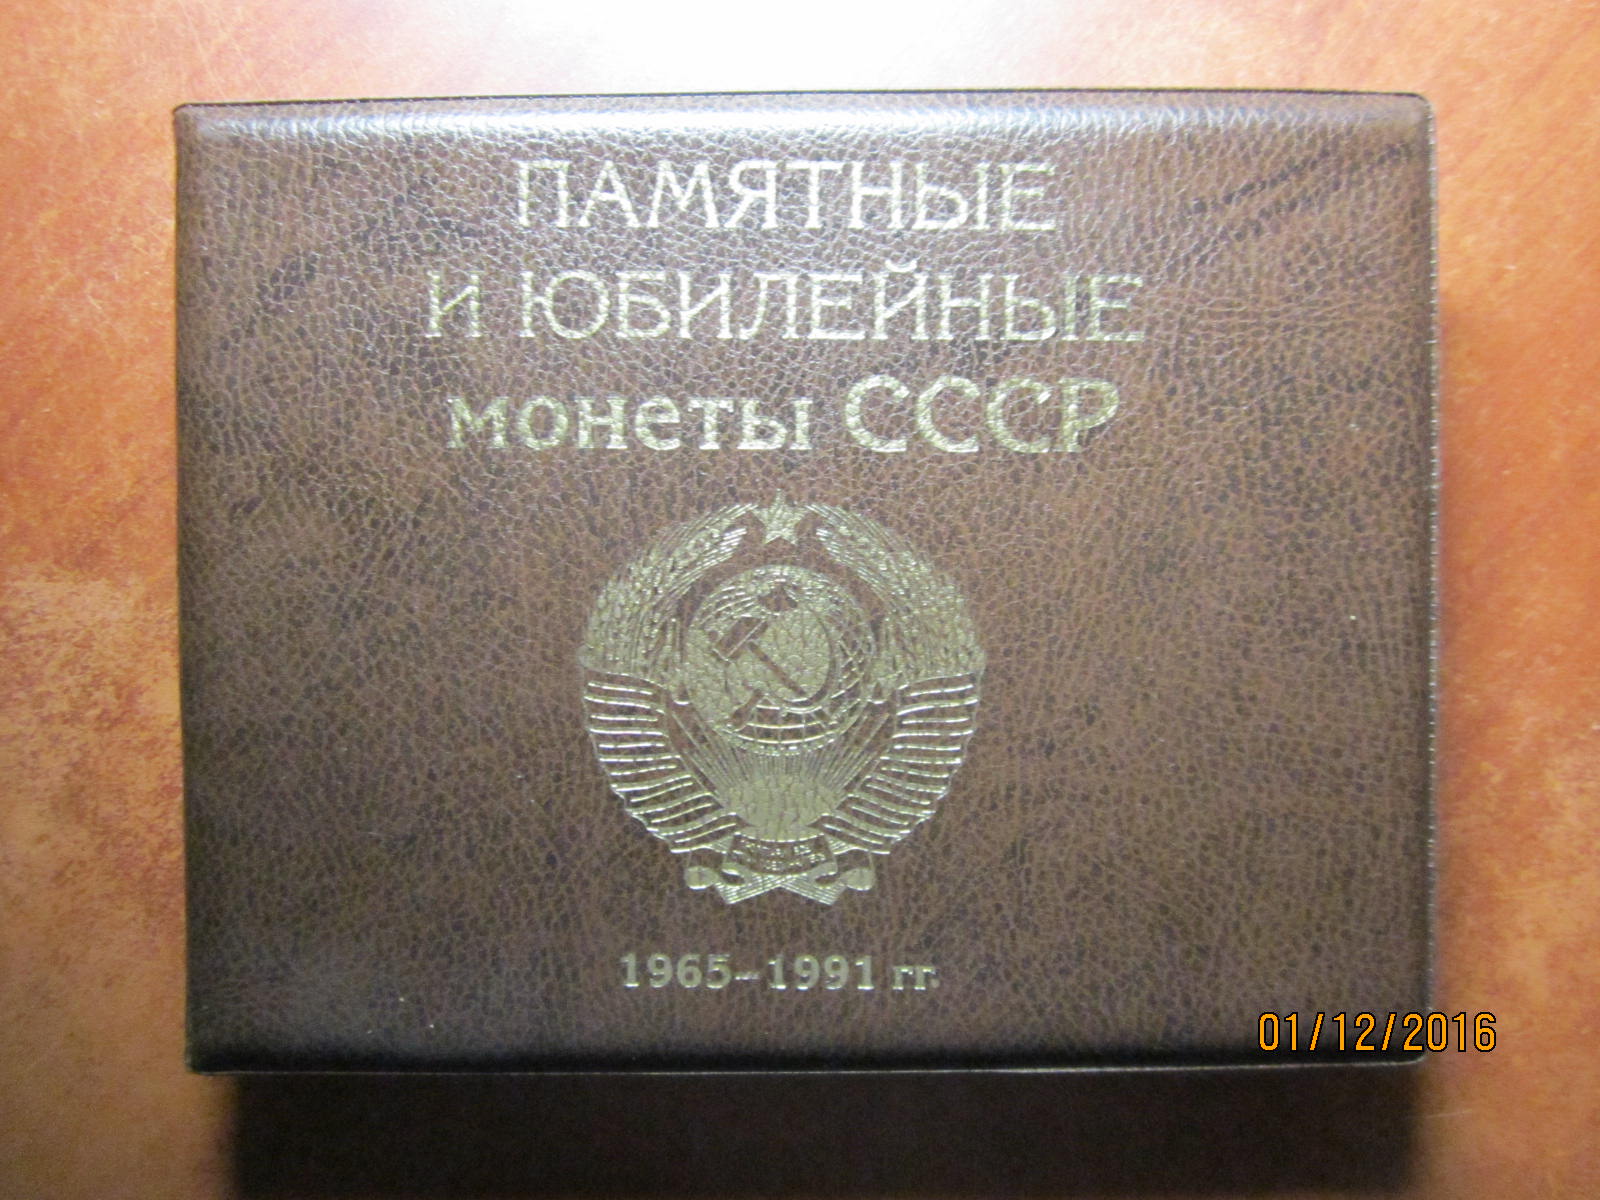 ПАМЯТНЫЕ
И ЮБИЛЕЙНЫЕ
монеты СССР
1965-1991 гг.
01/12/2016